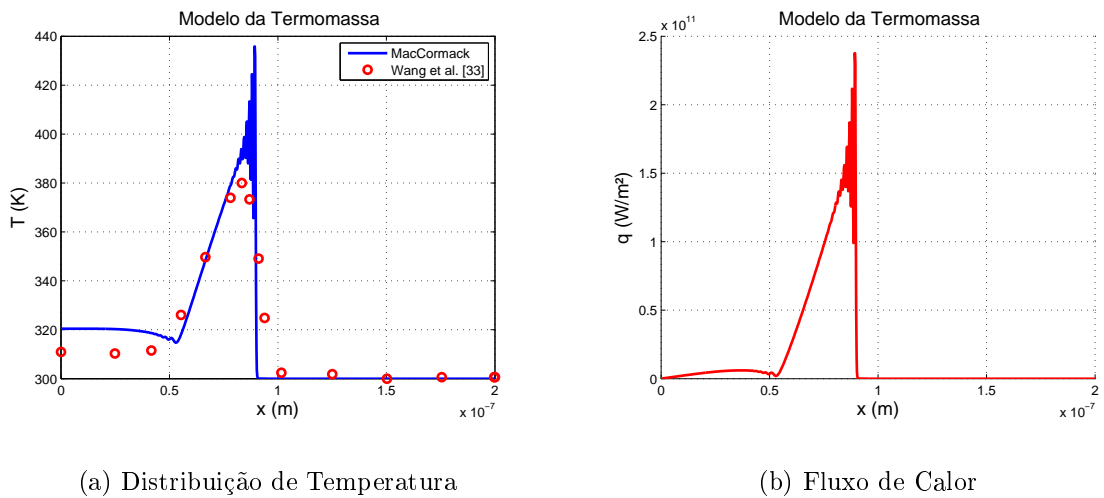 Modelo da Termomassa
440
420
400
380
360
340
320
300
T (K)
0
0.5
1
1.5
2
x 10⁻⁷
x (m)
MacCormack
Wang et al. [33]
(a) Distribuição de Temperatura
Modelo da Termomassa
x 10¹¹
2.5
2
1.5
1
0.5
0
q (W/m²)
0
0.5
1
1.5
2
x 10⁻⁷
x (m)
(b) Fluxo de Calor